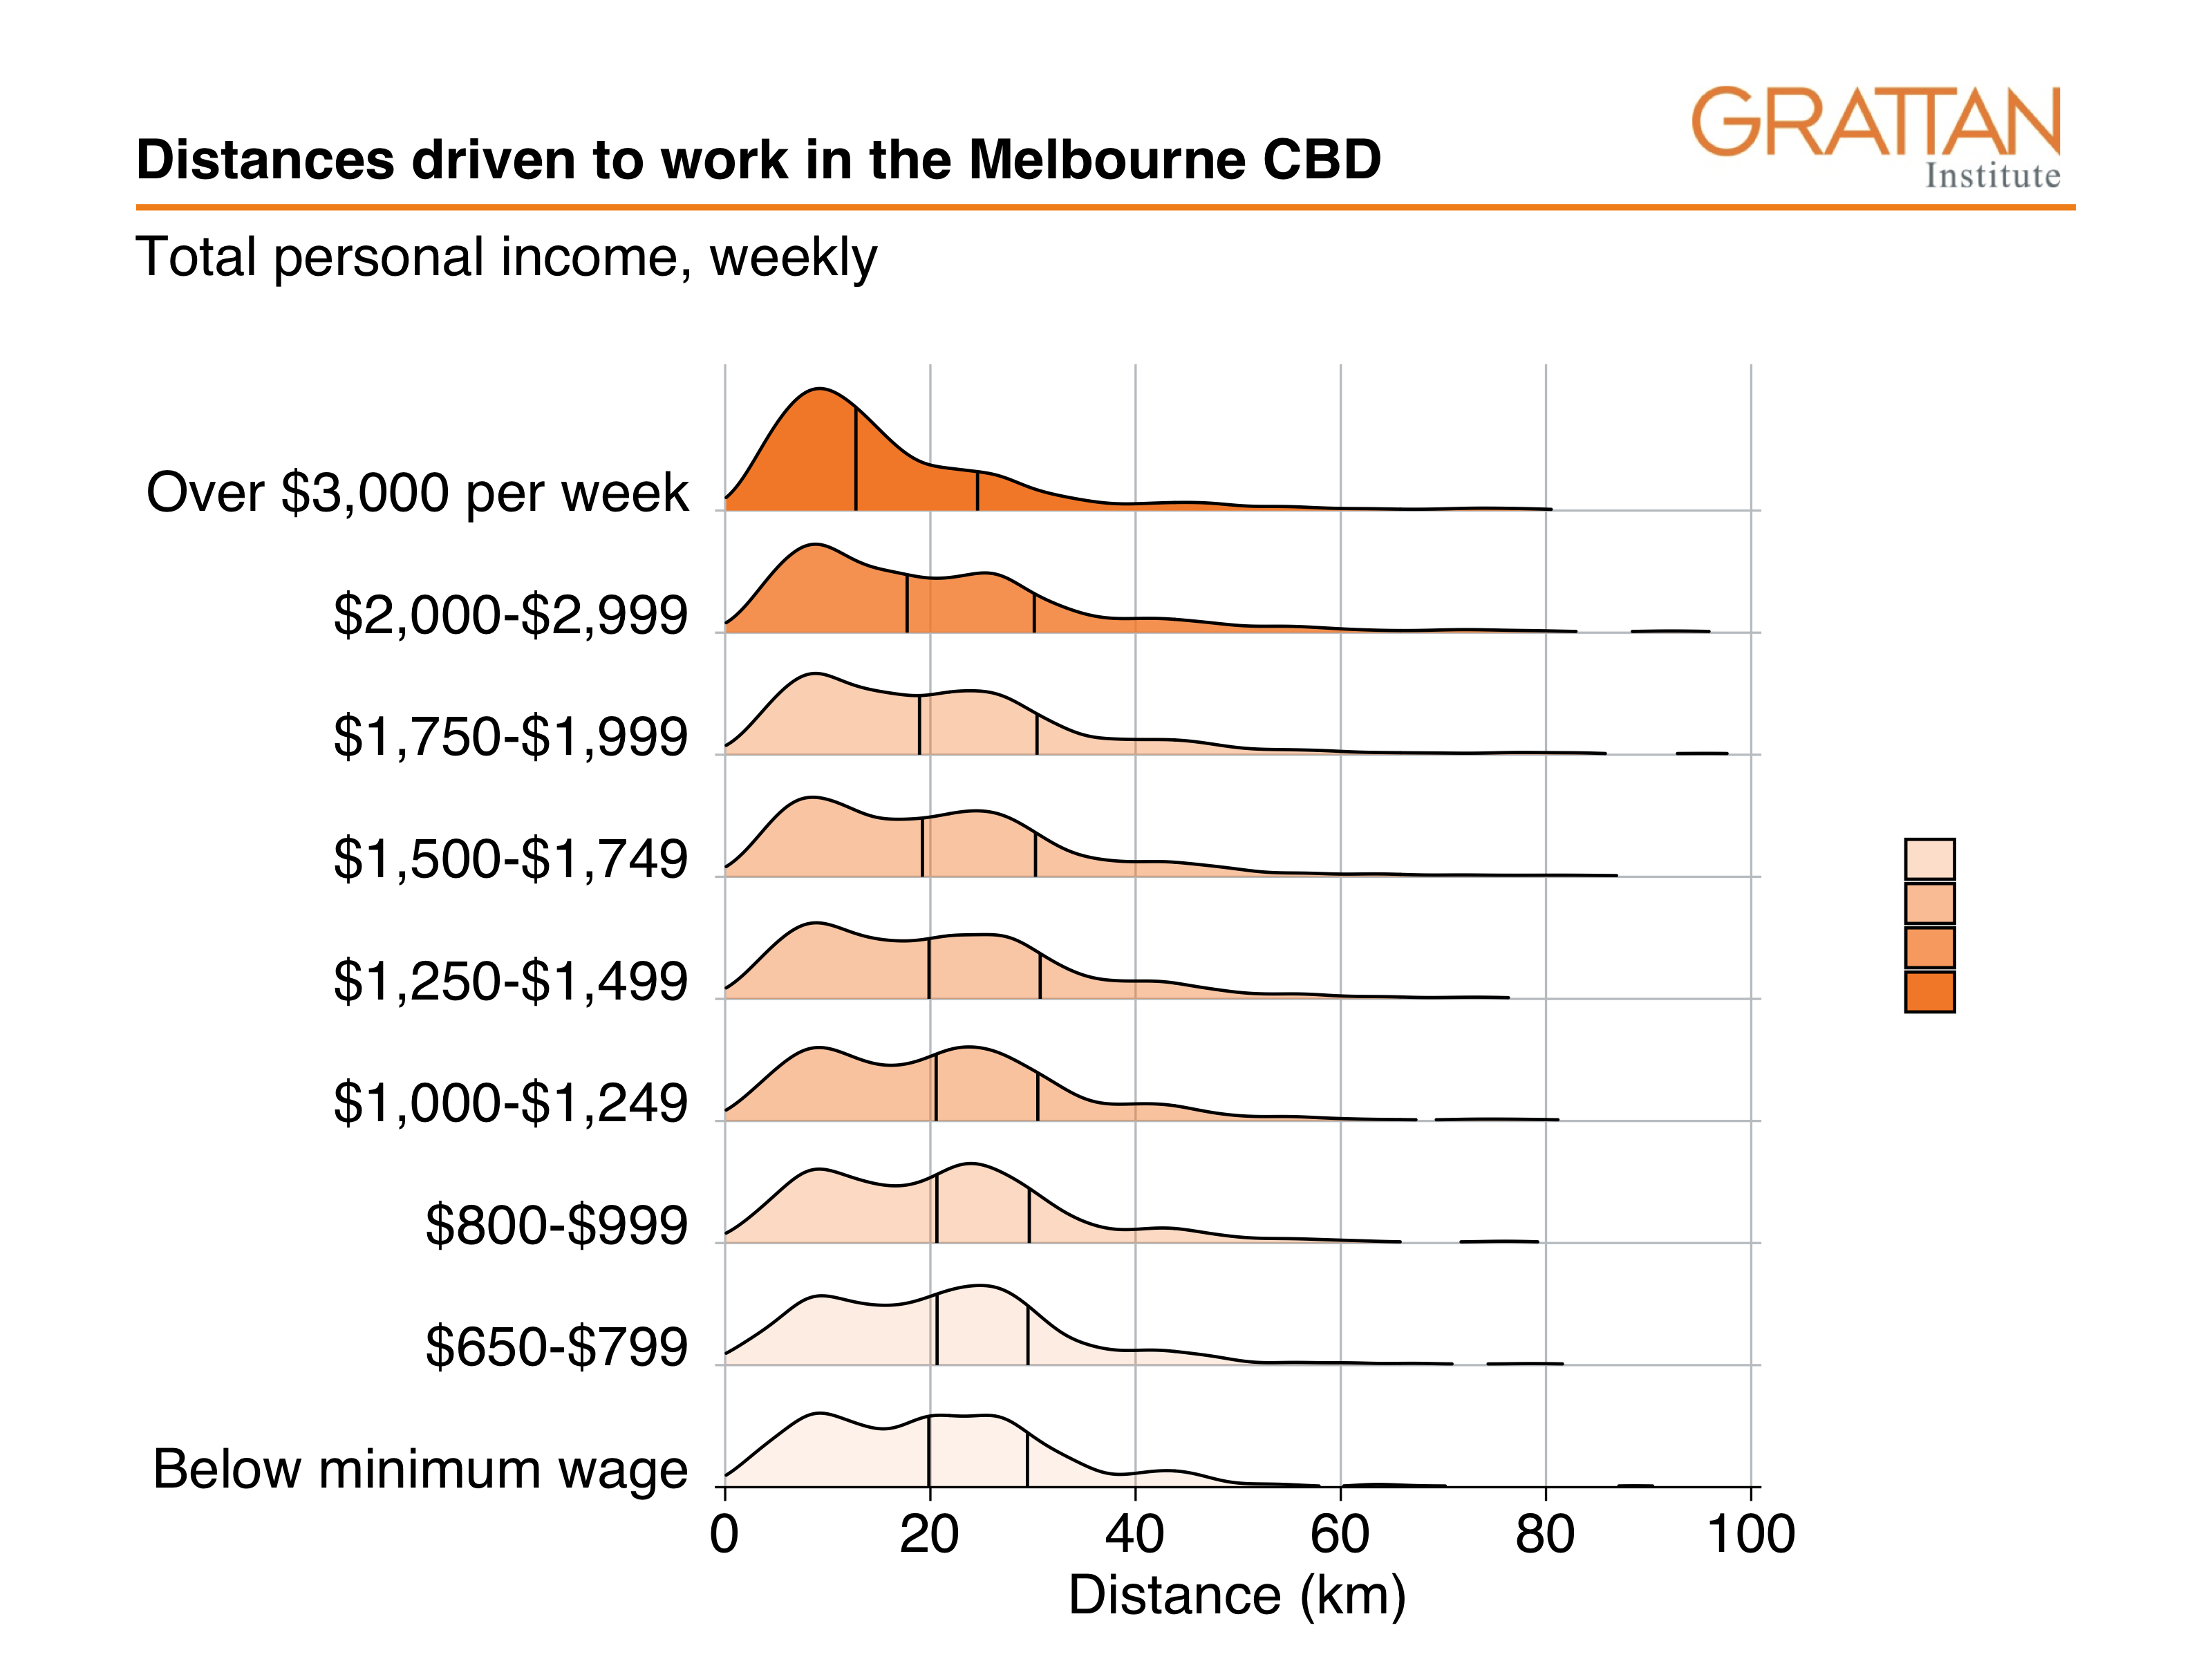 GRATTAN
Institute
Distances driven to work in the Melbourne CBD
Total personal income, weekly
Over $3,000 per week
$2,000-$2,999
$1,750-$1,999
$1,500-$1,749
$1,250-$1,499
$1,000-$1,249
$800-$999
$650-$799
Below minimum wage
0 20 40 60 80 100
Distance (km)